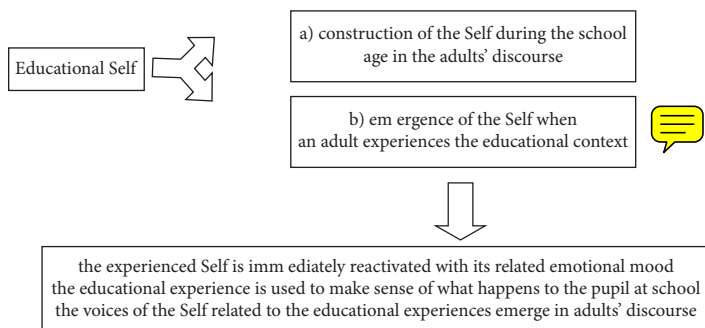 Educational Self
a) construction of the Self during the school
age in the adults’ discourse
b) em ergence of the Self when
an adult experiences the educational context
the experienced Self is imm ediately reactivated with its related emotional mood
the educational experience is used to make sense of what happens to the pupil at school
the voices of the Self related to the educational experiences emerge in adults’ discourse